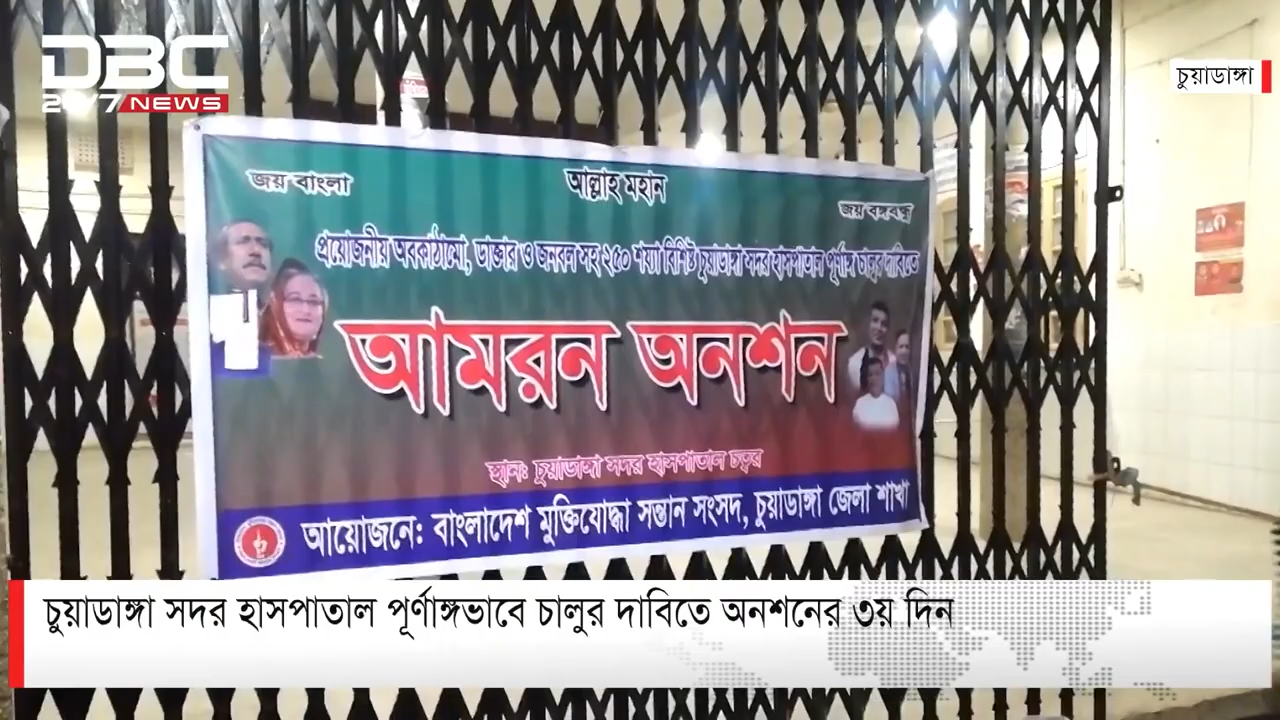 DBC
24/7 NEWS
চুয়াডাঙ্গা
জয় বাংলা
আল্লাহ মহান
জয় বঙ্গবন্ধু
প্রয়োজনীয় অবকাঠামো, ডাক্তার ও জনবল সহ ২৫০ শয্যা বিশিষ্ট চুয়াডাঙ্গা সদর হাসপাতাল পূর্ণাঙ্গ চালুর দাবিতে
আমরন অনশন
স্থান: চুয়াডাঙ্গা সদর হাসপাতাল চত্বর
আয়োজনে: বাংলাদেশ মুক্তিযোদ্ধা সন্তান সংসদ, চুয়াডাঙ্গা জেলা শাখা
চুয়াডাঙ্গা সদর হাসপাতাল পূর্ণাঙ্গভাবে চালুর দাবিতে অনশনের ৩য় দিন